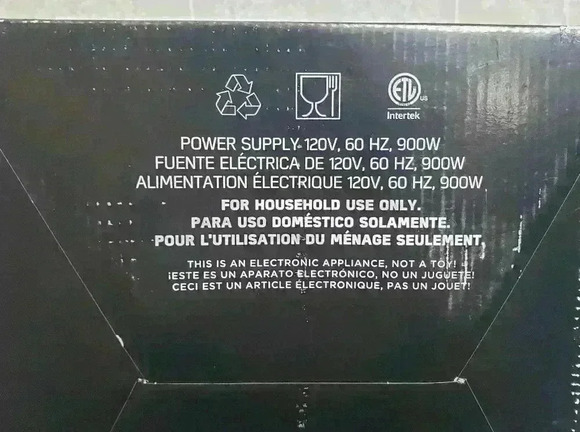 ETL US
Intertek
POWER SUPPLY 120V, 60 HZ, 900W
FUENTE ELÉCTRICA DE 120V, 60 HZ, 900W
ALIMENTATION ÉLECTRIQUE 120V, 60 HZ, 900W
FOR HOUSEHOLD USE ONLY.
PARA USO DOMÉSTICO SOLAMENTE.
POUR L'UTILISATION DU MÉNAGE SEULEMENT.
THIS IS AN ELECTRONIC APPLIANCE, NOT A TOY!
¡ESTE ES UN APARATO ELECTRÓNICO, NO UN JUGUETE!
CECI EST UN ARTICLE ÉLECTRONIQUE, PAS UN JOUET!